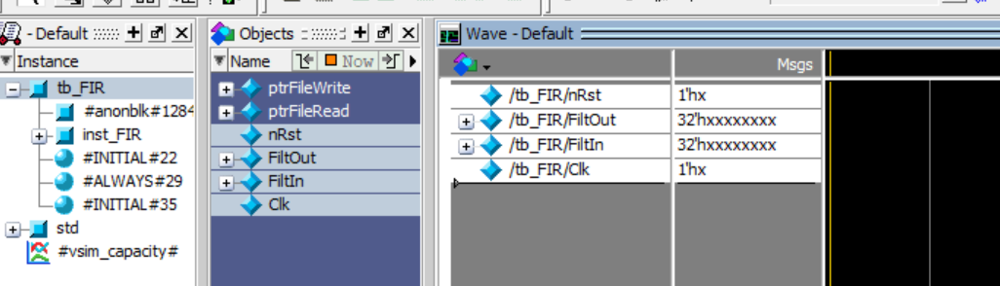 - Default
Instance
tb_FIR
#anonblk#1284
inst_FIR
#INITIAL#22
#ALWAYS#29
#INITIAL#35
std
#vsim_capacity#
Objects
Name
Now
ptrFileWrite
ptrFileRead
nRst
FiltOut
FiltIn
Clk
Wave - Default
Msgs
/tb_FIR/nRst 1'hx
/tb_FIR/FiltOut 32'hxxxxxxxx
/tb_FIR/FiltIn 32'hxxxxxxxx
/tb_FIR/Clk 1'hx